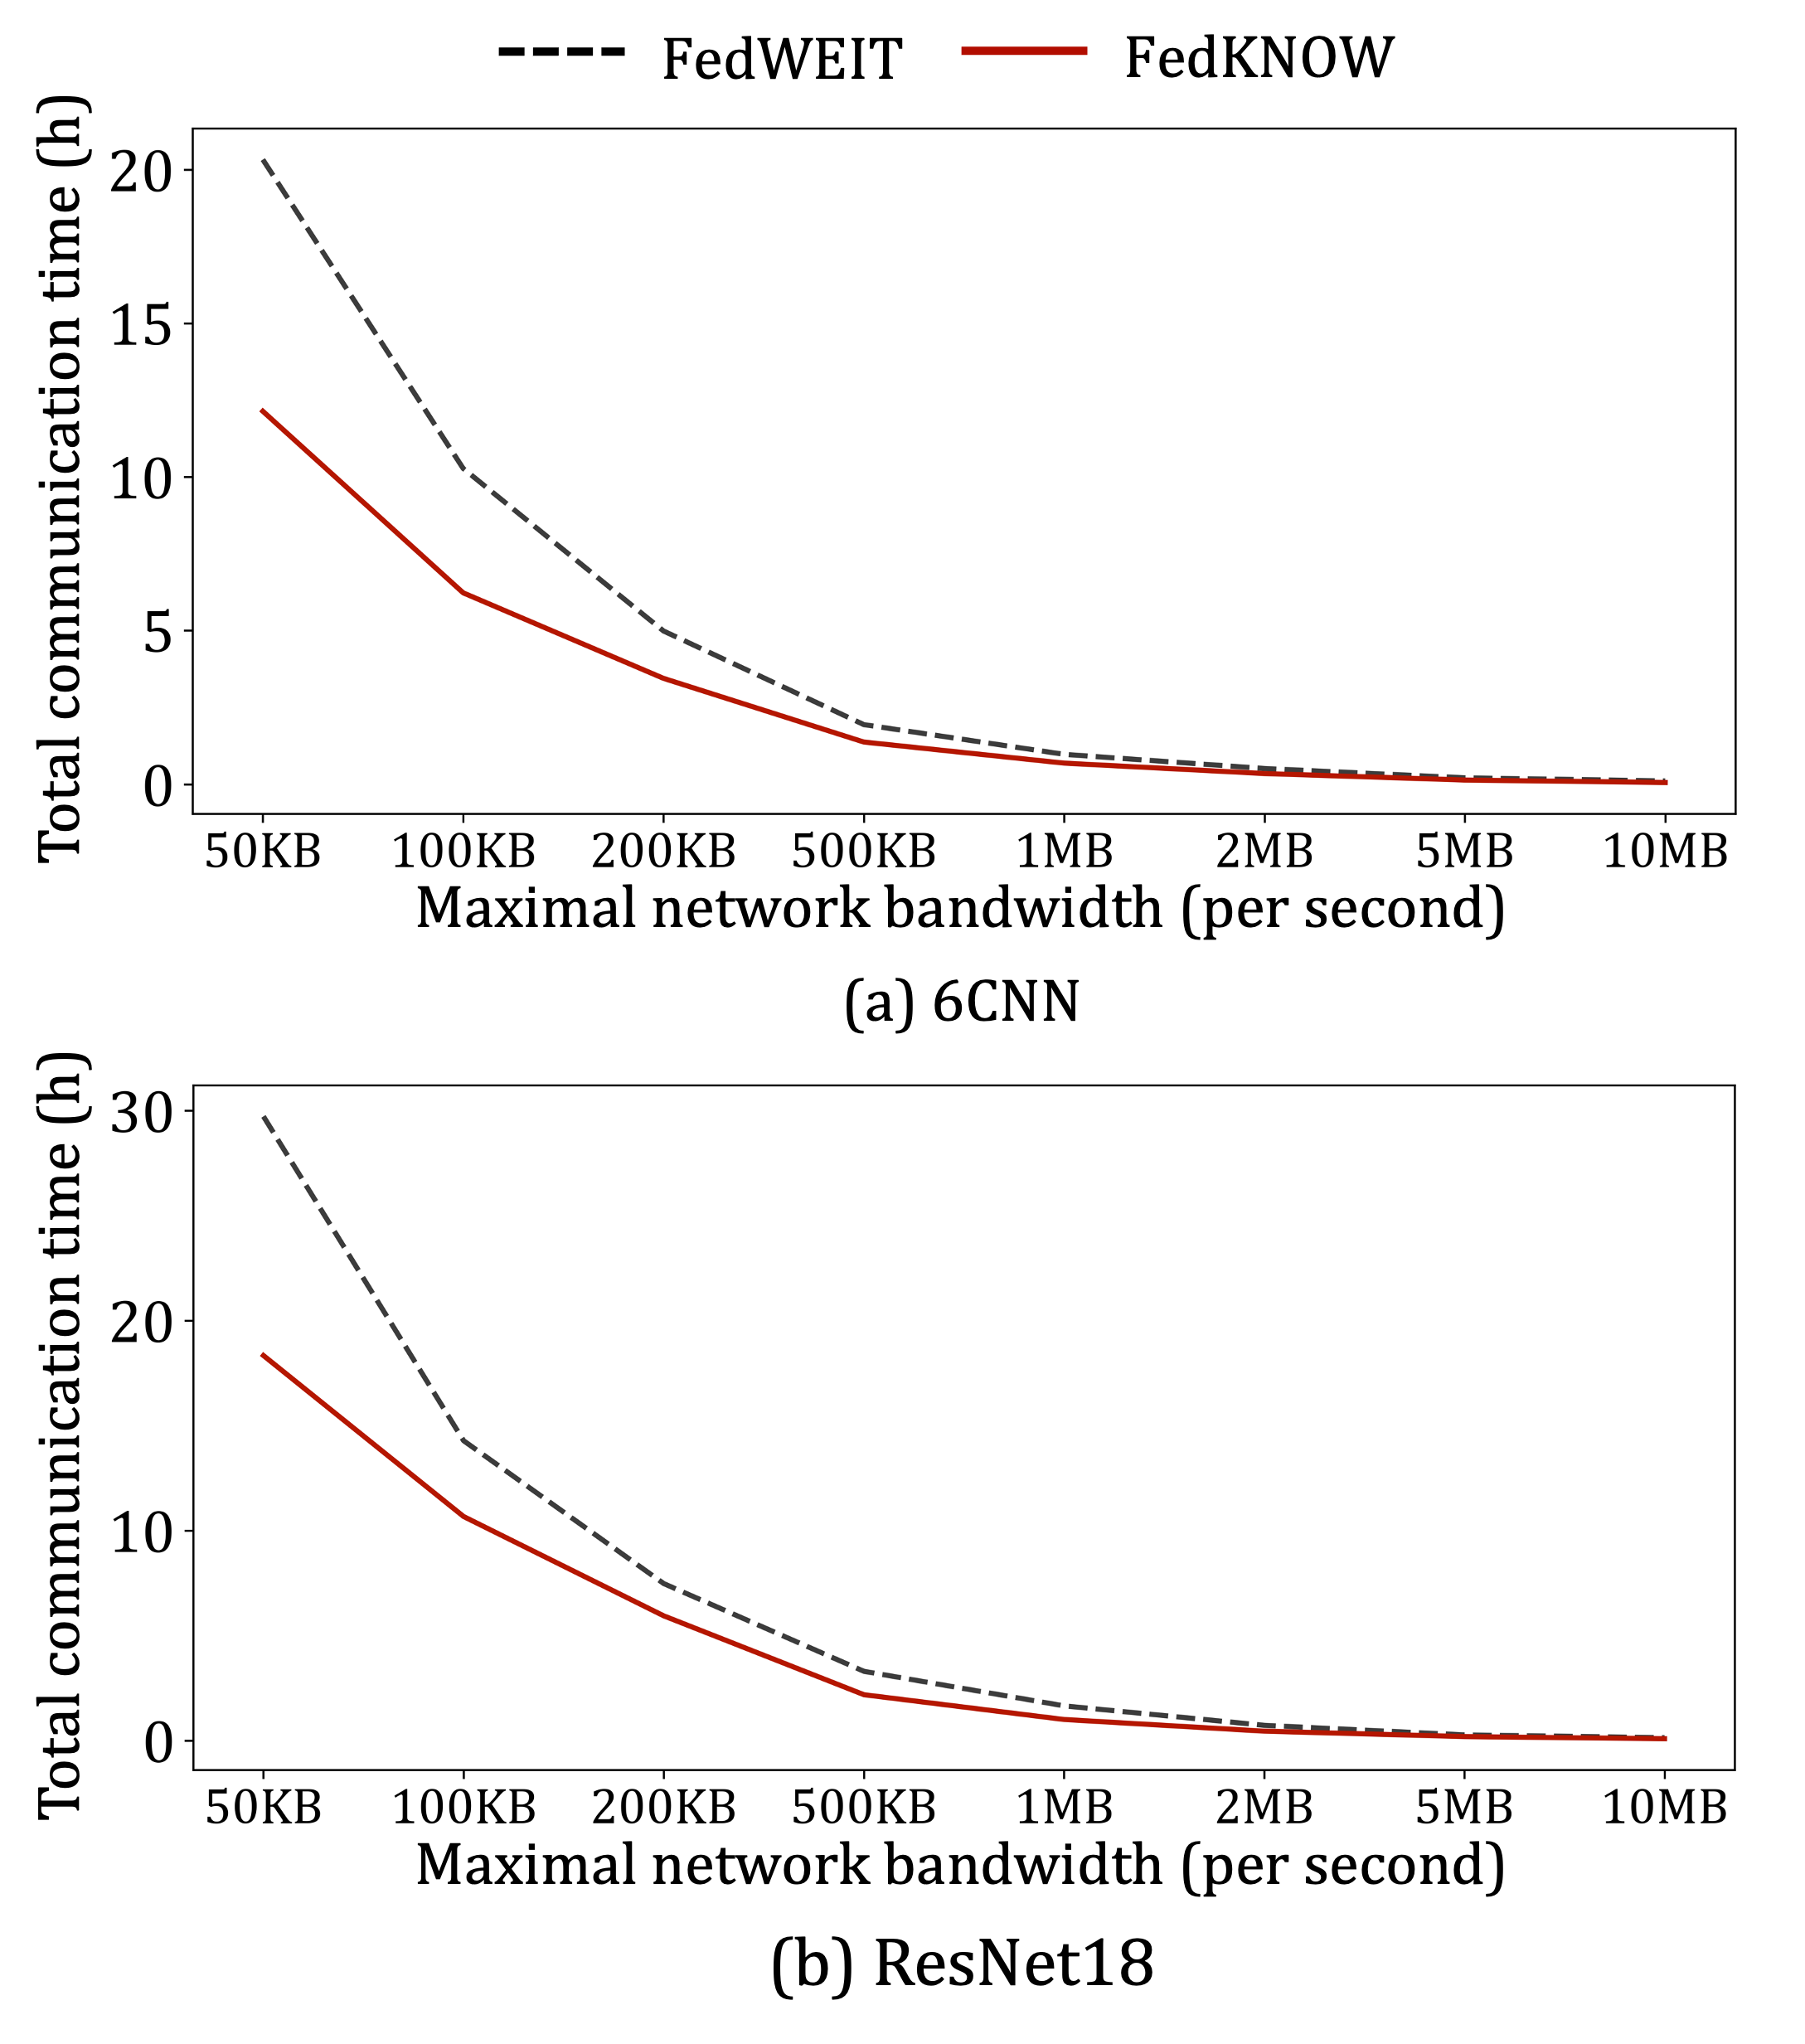 FedWEIT FedKNOW
Total communication time (h)
20
15
10
5
0
50KB 100KB 200KB 500KB 1MB 2MB 5MB 10MB
Maximal network bandwidth (per second)
(a) 6CNN
Total communication time (h)
30
20
10
0
50KB 100KB 200KB 500KB 1MB 2MB 5MB 10MB
Maximal network bandwidth (per second)
(b) ResNet18